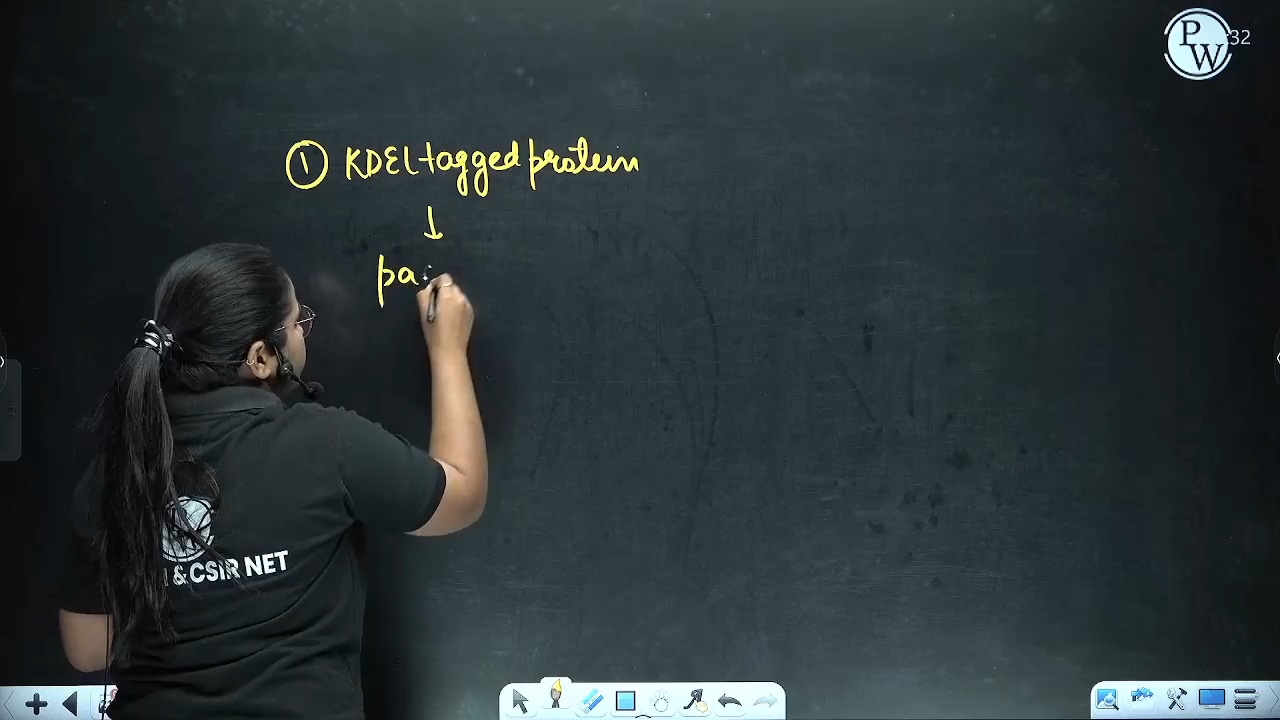 PW
:32
① KDEL tagged protein
↓
pa
& CSIR NET